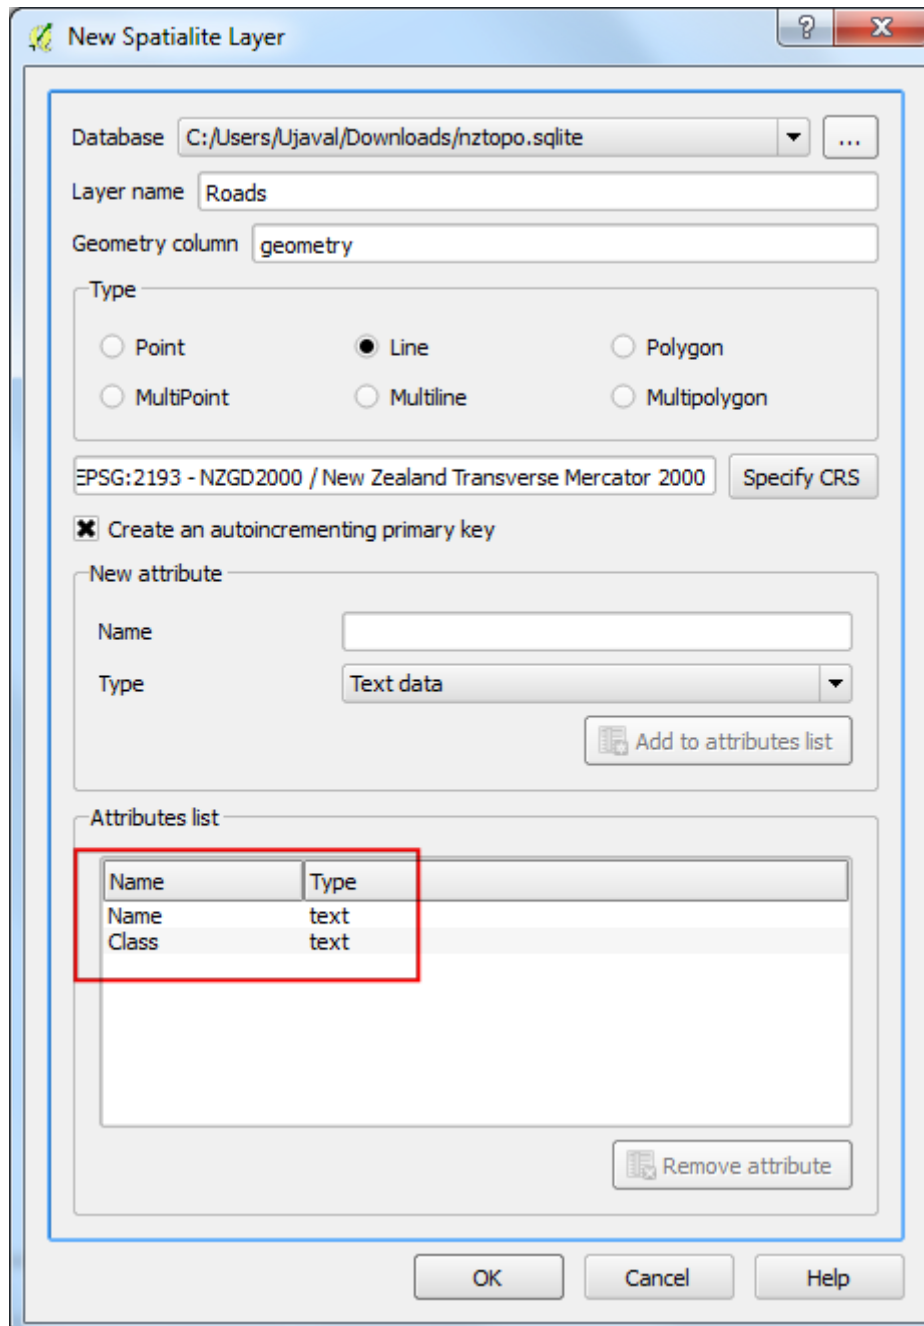 New Spatialite Layer
Database C:/Users/Ujaval/Downloads/nztopo.sqlite ...
Layer name Roads
Geometry column geometry
Type
Point Line Polygon
MultiPoint Multiline Multipolygon
EPSG:2193 - NZGD2000 / New Zealand Transverse Mercator 2000 Specify CRS
Create an autoincrementing primary key
New attribute
Name
Type Text data
Add to attributes list
Attributes list
Name Type
Name text
Class text
Remove attribute
OK Cancel Help